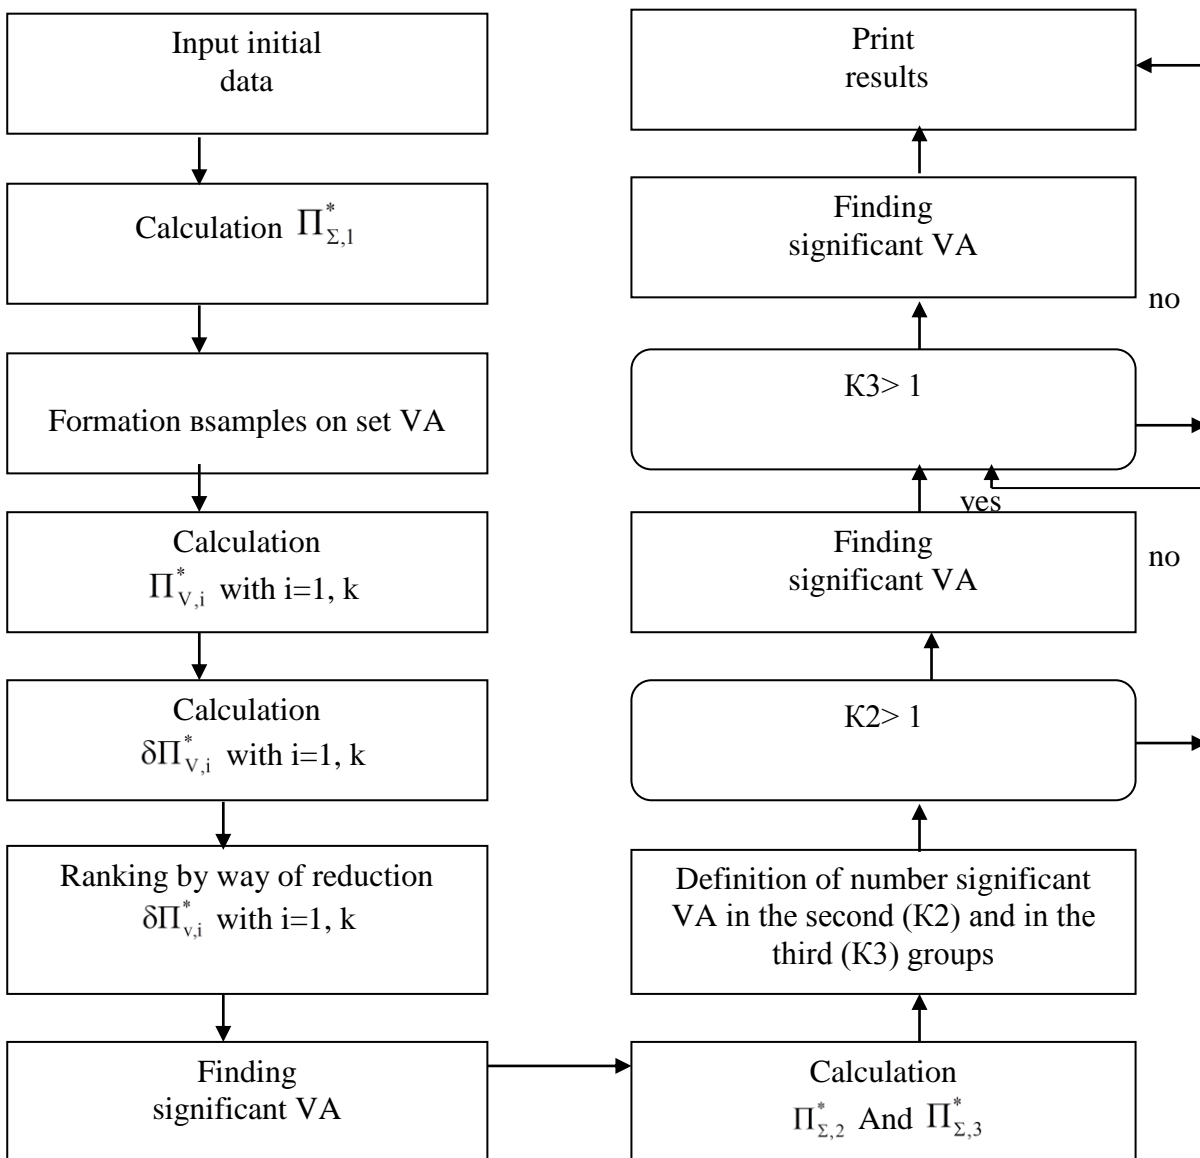 Input initial
data
Calculation Π*Σ,1
Formation вsamples on set VA
Calculation
Π*V,i with i=1, k
Calculation
δΠ*V,i with i=1, k
Ranking by way of reduction
δΠ*v,i with i=1, k
Finding
significant VA
Print
results
Finding
significant VA
no
К3> 1
yes
Finding
significant VA
no
К2> 1
Definition of number significant
VA in the second (К2) and in the
third (К3) groups
Calculation
Π*Σ,2 And Π*Σ,3